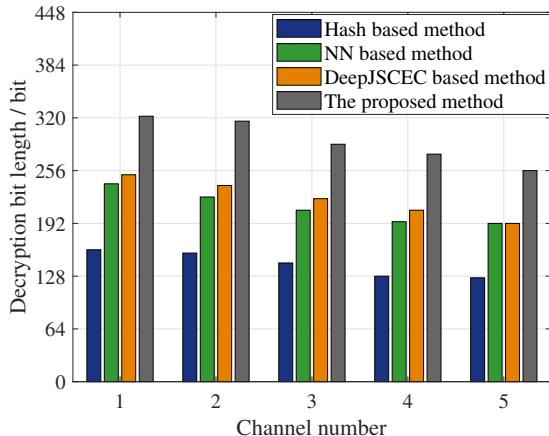 448
384
320
256
192
128
64
0
Decryption bit length / bit
Hash based method
NN based method
DeepJSCEC based method
The proposed method
1 2 3 4 5
Channel number